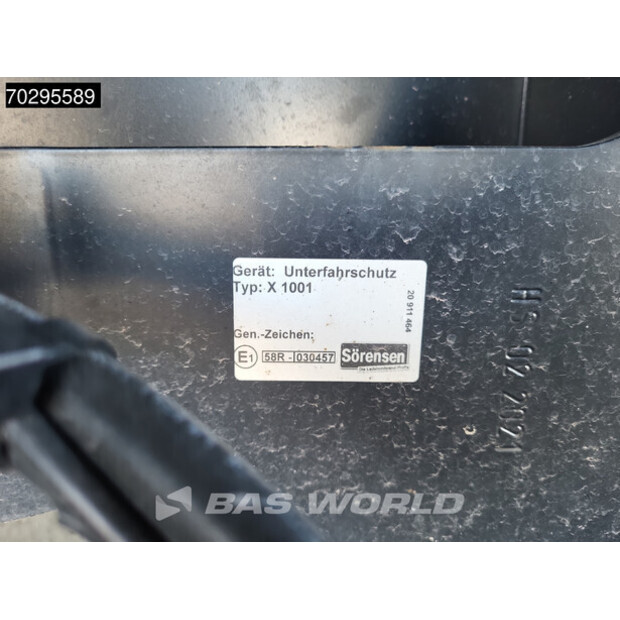 70295589
Gerät: Unterfahrschutz
Typ: X 1001
20 911 464
Gen.-Zeichen:
E1 58R - 030457 Sörensen
HS 02 2021
BAS WORLD